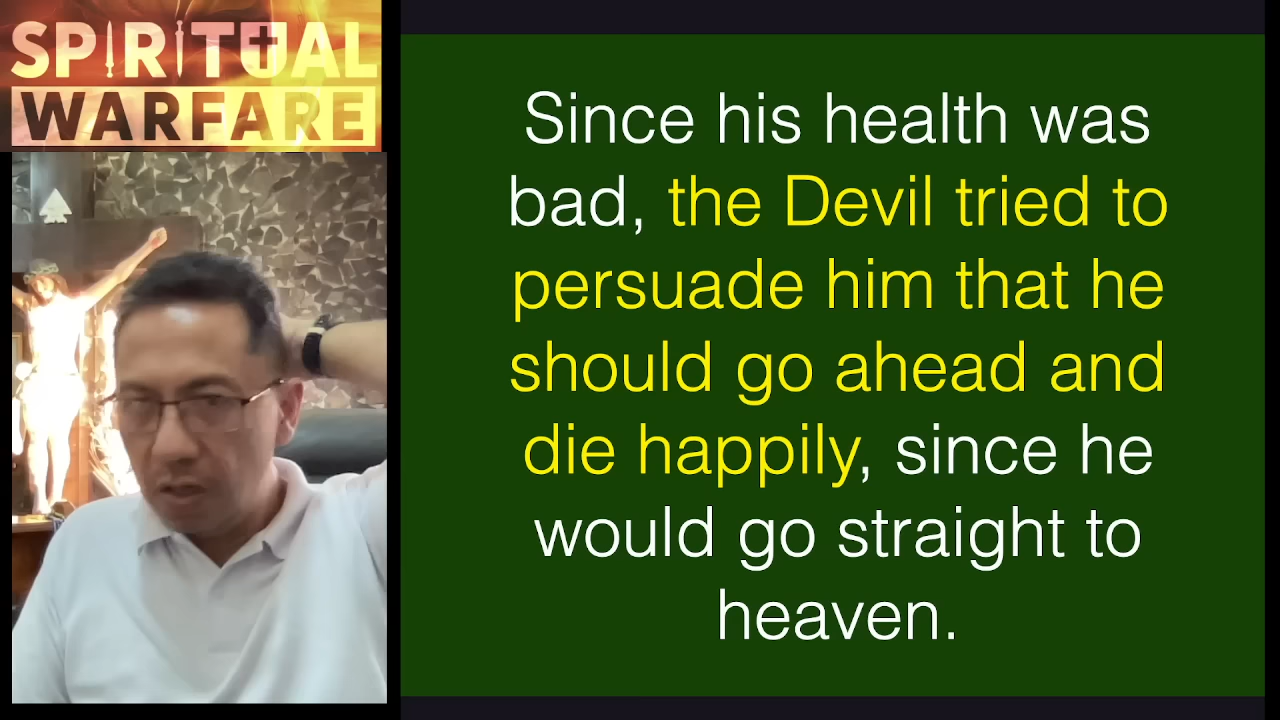 SPIRITUAL
WARFARE
Since his health was
bad, the Devil tried to
persuade him that he
should go ahead and
die happily, since he
would go straight to
heaven.